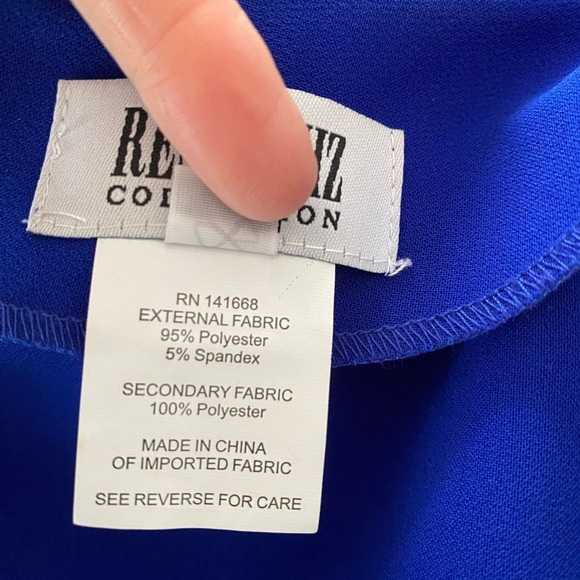 RN 141668
EXTERNAL FABRIC
95% Polyester
5% Spandex
SECONDARY FABRIC
100% Polyester
MADE IN CHINA
OF IMPORTED FABRIC
SEE REVERSE FOR CARE